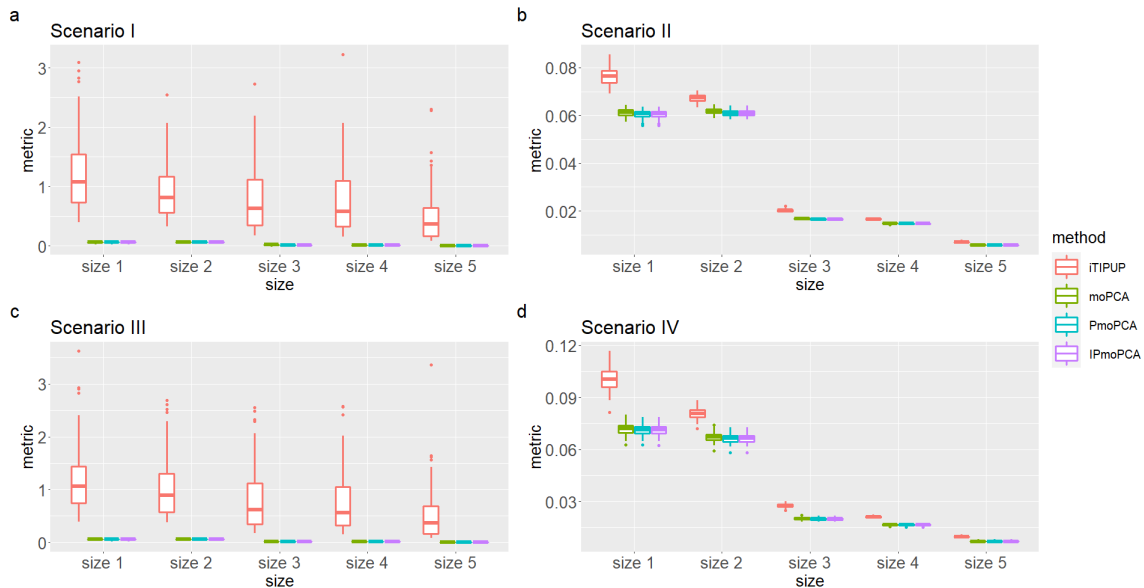 a
Scenario I
3
2
1
0
metric
size 1 size 2 size 3 size 4 size 5
size
b
Scenario II
0.08
0.06
0.04
0.02
metric
size 1 size 2 size 3 size 4 size 5
size
c
Scenario III
3
2
1
0
metric
size 1 size 2 size 3 size 4 size 5
size
d
Scenario IV
0.12
0.09
0.06
0.03
metric
size 1 size 2 size 3 size 4 size 5
size
method
iTIPUP
moPCA
PmoPCA
IPmoPCA